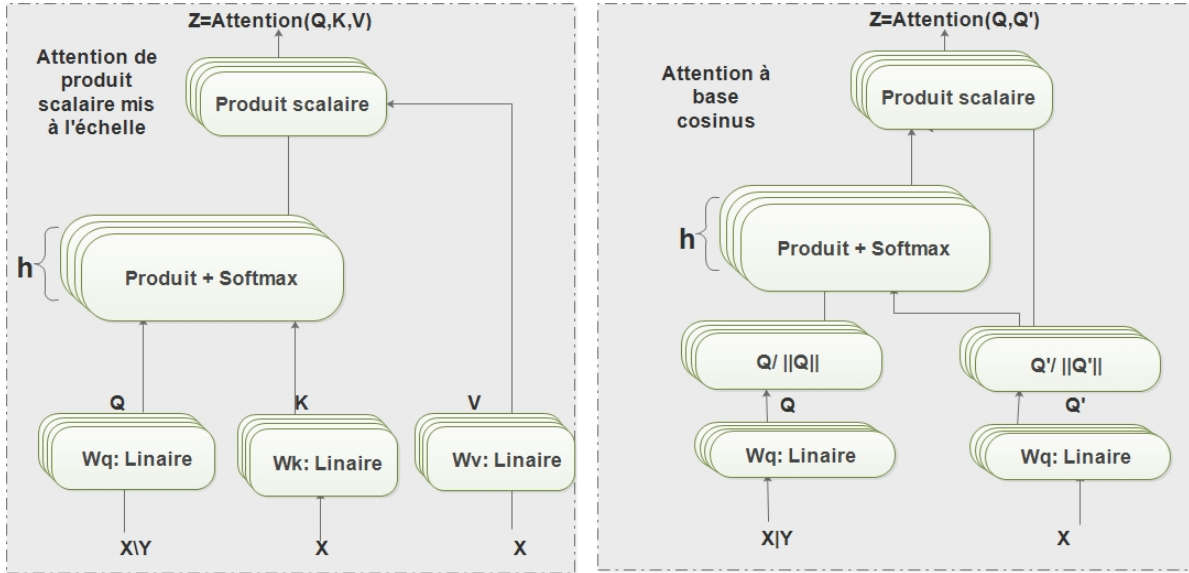 Z=Attention(Q,K,V)
Attention de
produit
scalaire mis
à l'échelle
Produit scalaire
h
Produit + Softmax
Q
K
V
Wq: Linaire
Wk: Linaire
Wv: Linaire
X\Y
X
X
Z=Attention(Q,Q')
Attention à
base
cosinus
Produit scalaire
h
Produit + Softmax
Q/ ||Q||
Q'/ ||Q'||
Q
Q'
Wq: Linaire
Wq: Linaire
X|Y
X